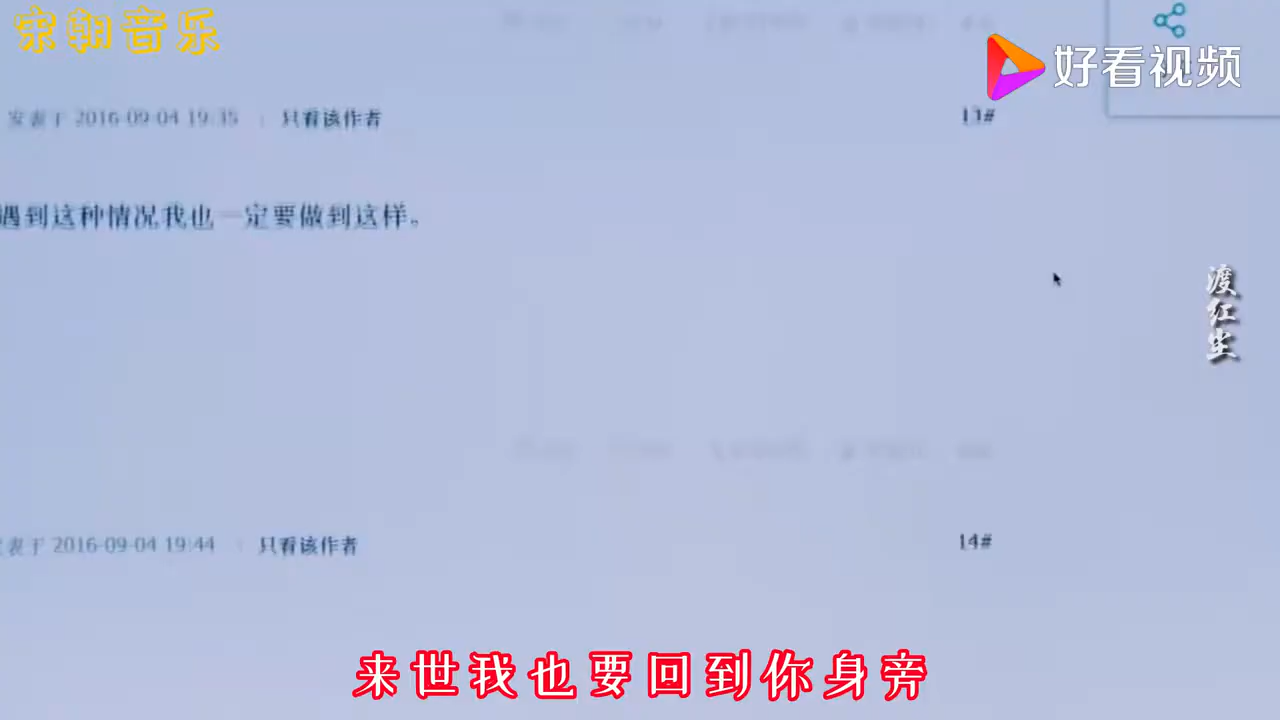 宋朝音乐
好看视频
发表于 2016-09-04 19:35 只看该作者 13#
遇到这种情况我也一定要做到这样。
渡红尘
发表于 2016-09-04 19:44 只看该作者 14#
来世我也要回到你身旁